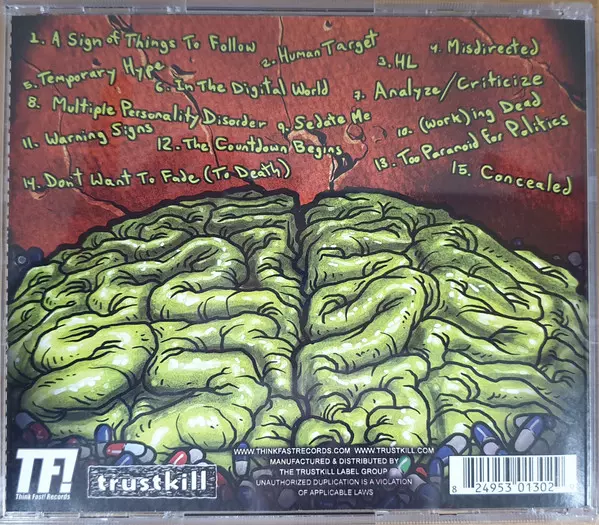 1. A Sign of Things To Follow
2. Human Target
3. HL
4. Misdirected
5. Temporary Hype
6. In The Digital World
7. Analyze/Criticize
8. Multiple Personality Disorder
9. Sedate Me
10. (Work)ing Dead
11. Warning Signs
12. The Countdown Begins
13. Too Paranoid For Politics
14. Don't Want To Fade (To Death)
15. Concealed
WWW.THINKFASTRECORDS.COM WWW.TRUSTKILL.COM
MANUFACTURED & DISTRIBUTED BY
THE TRUSTKILL LABEL GROUP
UNAUTHORIZED DUPLICATION IS A VIOLATION
OF APPLICABLE LAWS
TF!
Think Fast! Records
trustkill
8 24953 01302